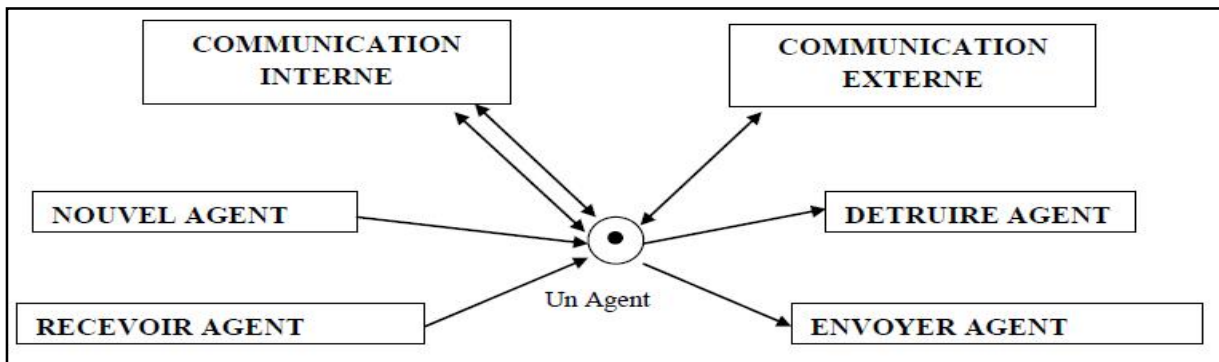 COMMUNICATION
INTERNE
COMMUNICATION
EXTERNE
NOUVEL AGENT
DETRUIRE AGENT
Un Agent
RECEVOIR AGENT
ENVOYER AGENT